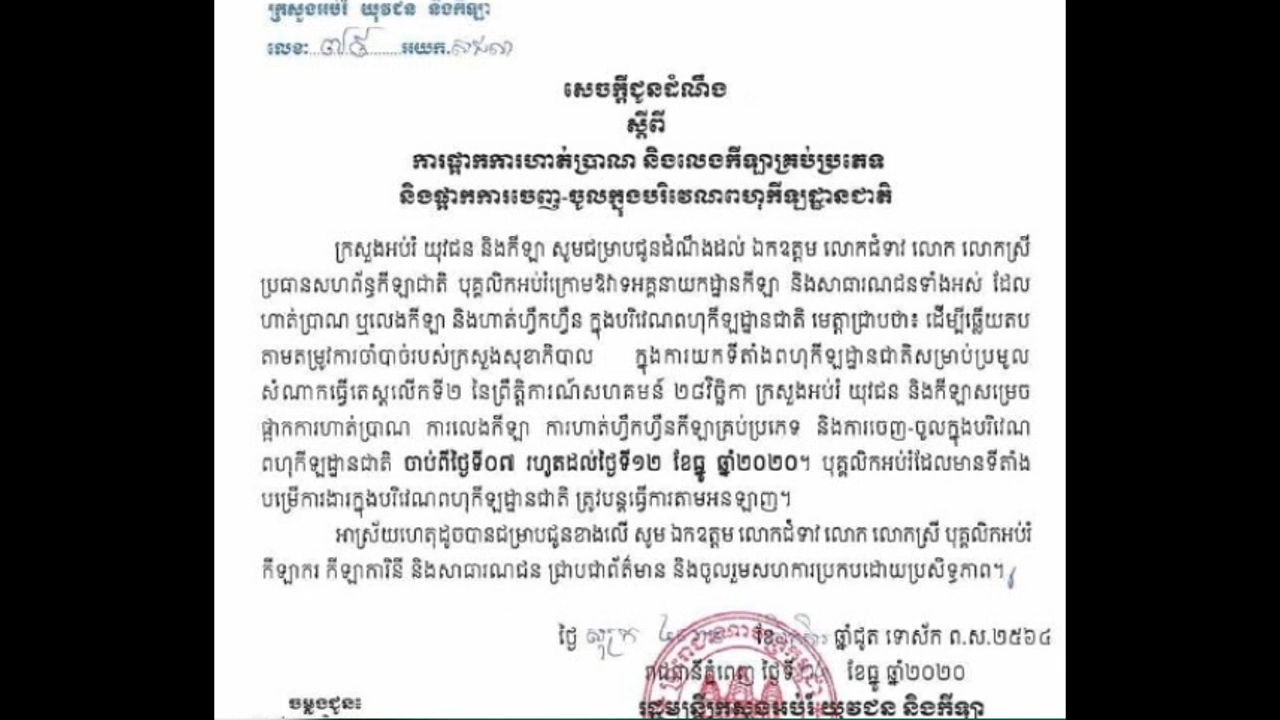 ក្រសួងអប់រំ យុវជន និងកីឡា
លេខ: ៣៥ អយក.
សេចក្តីជូនដំណឹង
ស្តីពី
ការផ្អាកការហាត់ប្រាណ និងលេងកីឡាគ្រប់ប្រភេទ
និងផ្អាកការចេញ-ចូលក្នុងបរិវេណពហុកីឡដ្ឋានជាតិ
ក្រសួងអប់រំ យុវជន និងកីឡា សូមជម្រាបជូនដំណឹងដល់ ឯកឧត្តម លោកជំទាវ លោក លោកស្រី
ប្រធានសហព័ន្ធកីឡាជាតិ បុគ្គលិកអប់រំក្រោមឱវាទអគ្គនាយកដ្ឋានកីឡា និងសាធារណជនទាំងអស់ ដែល
ហាត់ប្រាណ ឬលេងកីឡា និងហាត់ហ្វឹកហ្វឺន ក្នុងបរិវេណពហុកីឡដ្ឋានជាតិ មេត្តាជ្រាបថា៖ ដើម្បីឆ្លើយតប
តាមតម្រូវការចាំបាច់របស់ក្រសួងសុខាភិបាល ក្នុងការយកទីតាំងពហុកីឡដ្ឋានជាតិសម្រាប់ប្រមូល
សំណាកធ្វើតេស្តលើកទី២ នៃព្រឹត្តិការណ៍សហគមន៍ ២៨វិច្ឆិកា ក្រសួងអប់រំ យុវជន និងកីឡាសម្រេច
ផ្អាកការហាត់ប្រាណ ការលេងកីឡា ការហាត់ហ្វឹកហ្វឺនកីឡាគ្រប់ប្រភេទ និងការចេញ-ចូលក្នុងបរិវេណ
ពហុកីឡដ្ឋានជាតិ ចាប់ពីថ្ងៃទី០៧ រហូតដល់ថ្ងៃទី១២ ខែធ្នូ ឆ្នាំ២០២០។ បុគ្គលិកអប់រំដែលមានទីតាំង
បម្រើការងារក្នុងបរិវេណពហុកីឡដ្ឋានជាតិ ត្រូវបន្តធ្វើការតាមអនឡាញ។
អាស្រ័យហេតុដូចបានជម្រាបជូនខាងលើ សូម ឯកឧត្តម លោកជំទាវ លោក លោកស្រី បុគ្គលិកអប់រំ
កីឡាករ កីឡាការិនី និងសាធារណជន ជ្រាបជាព័ត៌មាន និងចូលរួមសហការប្រកបដោយប្រសិទ្ធភាព។
ថ្ងៃ សុក្រ ខែ ឆ្នាំជូត ទោស័ក ព.ស.២៥៦៤
រាជធានីភ្នំពេញ ថ្ងៃទី ខែធ្នូ ឆ្នាំ២០២០
រដ្ឋមន្ត្រីក្រសួងអប់រំ យុវជន និងកីឡា
ចម្លងជូន៖